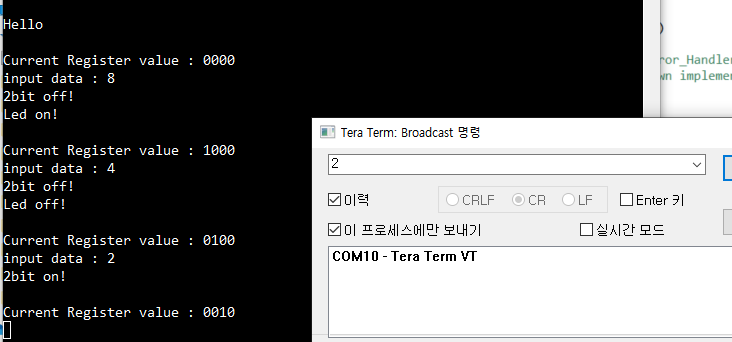 Hello
Current Register value : 0000
input data : 8
2bit off!
Led on!
Current Register value : 1000
input data : 4
2bit off!
Led off!
Current Register value : 0100
input data : 2
2bit on!
Current Register value : 0010
)
ror_Handler
wn implemen
Tera Term: Broadcast 명령
2
이력
CRLF
CR
LF
Enter 키
이 프로세스에만 보내기
실시간 모드
COM10 - Tera Term VT